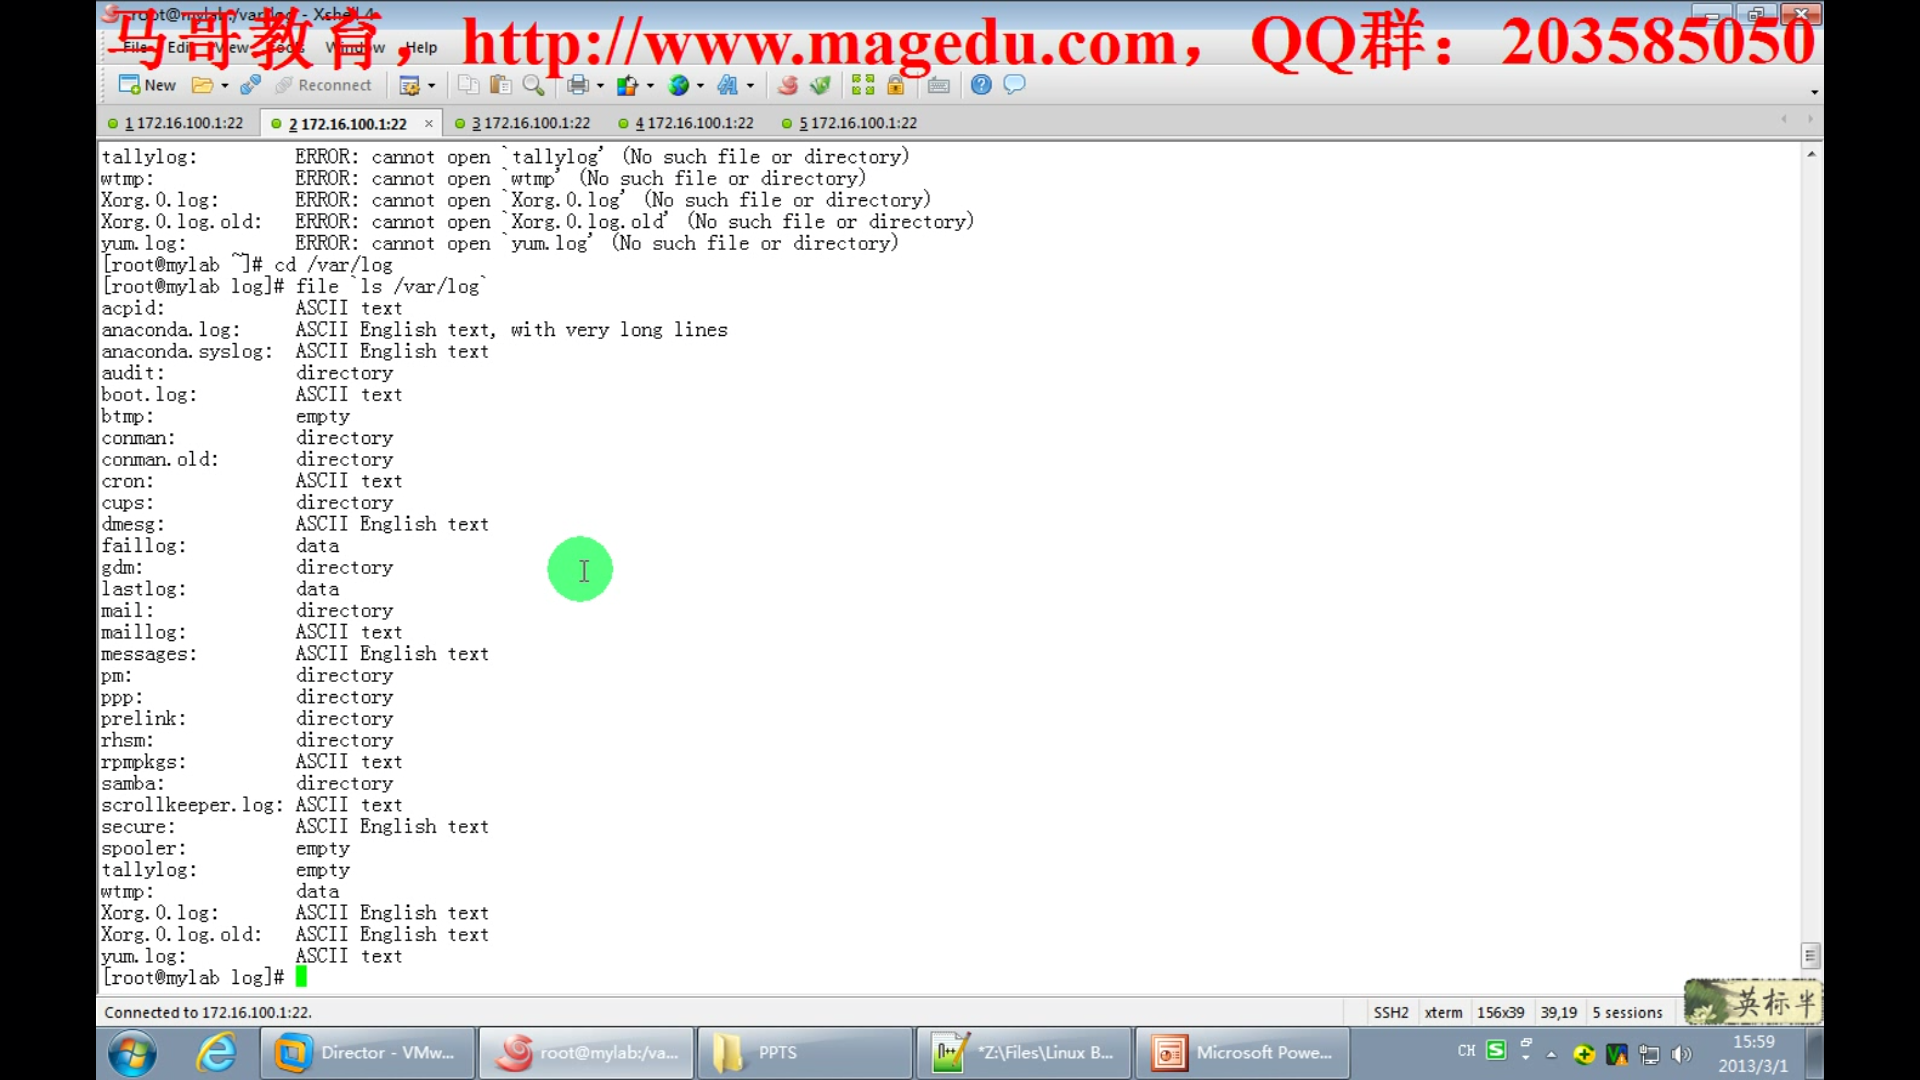 root@mylab:/var/log - Xshell 4
马哥教育，http://www.magedu.com，QQ群：203585050
File Edit View Tools Window Help
New Reconnect
1 172.16.100.1:22 2 172.16.100.1:22 × 3 172.16.100.1:22 4 172.16.100.1:22 5 172.16.100.1:22
tallylog: ERROR: cannot open `tallylog' (No such file or directory)
wtmp: ERROR: cannot open `wtmp' (No such file or directory)
Xorg.0.log: ERROR: cannot open `Xorg.0.log' (No such file or directory)
Xorg.0.log.old: ERROR: cannot open `Xorg.0.log.old' (No such file or directory)
yum.log: ERROR: cannot open `yum.log' (No such file or directory)
[root@mylab ~]# cd /var/log
[root@mylab log]# file `ls /var/log`
acpid: ASCII text
anaconda.log: ASCII English text, with very long lines
anaconda.syslog: ASCII English text
audit: directory
boot.log: ASCII text
btmp: empty
conman: directory
conman.old: directory
cron: ASCII text
cups: directory
dmesg: ASCII English text
faillog: data
gdm: directory
lastlog: data
mail: directory
maillog: ASCII text
messages: ASCII English text
pm: directory
ppp: directory
prelink: directory
rhsm: directory
rpmpkgs: ASCII text
samba: directory
scrollkeeper.log: ASCII text
secure: ASCII English text
spooler: empty
tallylog: empty
wtmp: data
Xorg.0.log: ASCII English text
Xorg.0.log.old: ASCII English text
yum.log: ASCII text
[root@mylab log]#
Connected to 172.16.100.1:22. SSH2 xterm 156x39 39,19 5 sessions
英标半
Director - VMw... root@mylab:/va... PPTS *Z:\Files\Linux B... Microsoft Powe... CH 15:59
2013/3/1